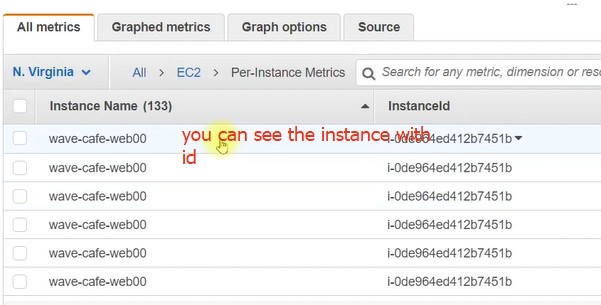 All metrics Graphed metrics Graph options Source
N. Virginia All > EC2 > Per-Instance Metrics Search for any metric, dimension or reso
Instance Name (133) InstanceId
wave-cafe-web00 i-0de964ed412b7451b
you can see the instance with
id
wave-cafe-web00 i-0de964ed412b7451b
wave-cafe-web00 i-0de964ed412b7451b
wave-cafe-web00 i-0de964ed412b7451b
wave-cafe-web00 i-0de964ed412b7451b
wave-cafe-web00 i-0de964ed412b7451b